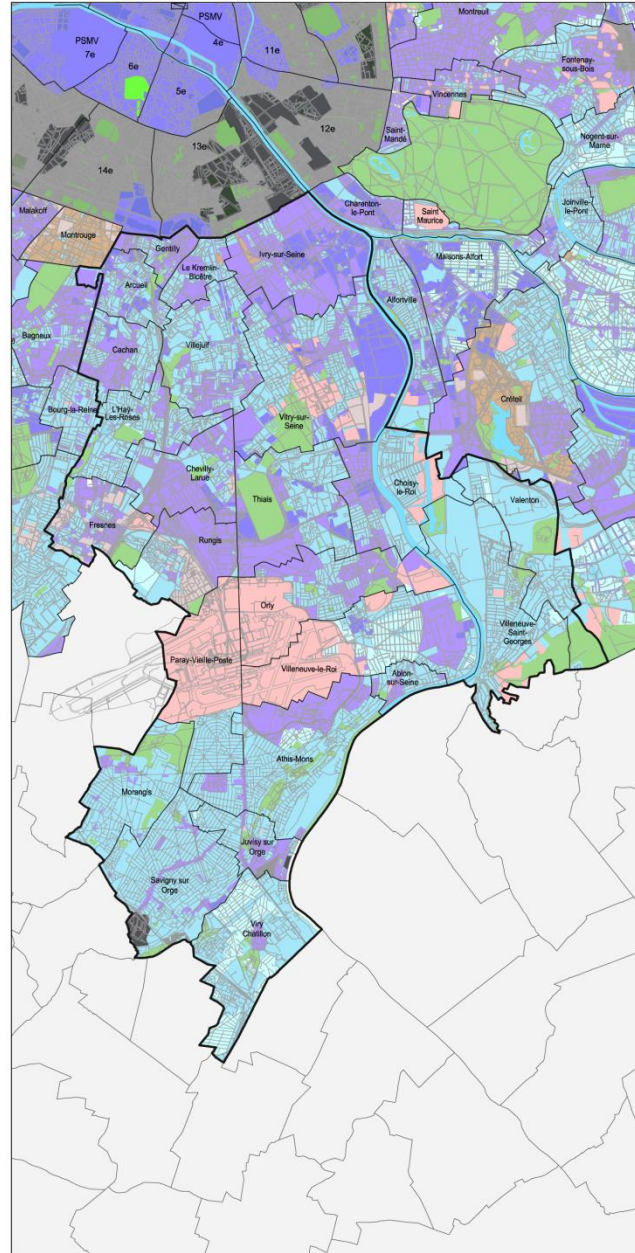 PSMV
7e
4e
11e
6e
5e
Montreuil
Fontenay-
sous-Bois
Vincennes
13e
12e
Saint-
Mandé
Nogent-sur-
Marne
14e
Malakoff
Charenton-
le-Pont
Saint
Maurice
Joinville-
le-Pont
Montrouge
Gentilly
Ivry-sur-Seine
Maisons-Alfort
Le Kremlin-
Bicêtre
Arcueil
Alfortville
Bagneux
Cachan
Villejuif
Créteil
Bourg-la-Reine
L'Haÿ-
Les-Roses
Vitry-sur-
Seine
Chevilly-
Larue
Choisy-
le-Roi
Thiais
Valenton
Fresnes
Rungis
Orly
Villeneuve-
Saint-
Georges
Paray-Vieille-Poste
Villeneuve-le-Roi
Ablon-
sur-Seine
Athis-Mons
Morangis
Juvisy sur
Orge
Savigny sur
Orge
Viry
Chatillon